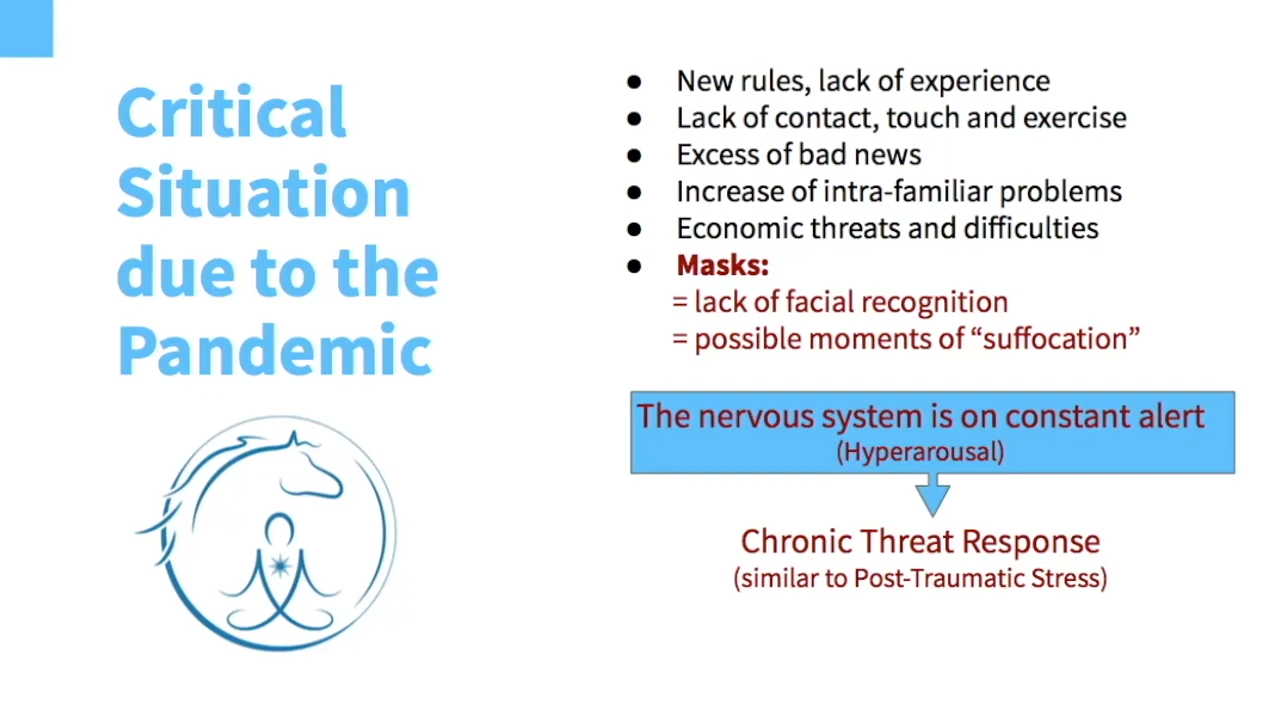 Critical
Situation
due to the
Pandemic
● New rules, lack of experience
● Lack of contact, touch and exercise
● Excess of bad news
● Increase of intra-familiar problems
● Economic threats and difficulties
● Masks:
= lack of facial recognition
= possible moments of “suffocation”
The nervous system is on constant alert
(Hyperarousal)
Chronic Threat Response
(similar to Post-Traumatic Stress)